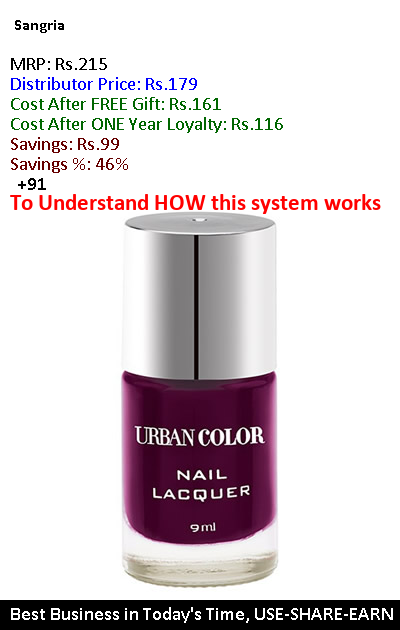 Sangria
MRP: Rs.215
Distributor Price: Rs.179
Cost After FREE Gift: Rs.161
Cost After ONE Year Loyalty: Rs.116
Savings: Rs.99
Savings %: 46%
+91
To Understand HOW this system works
URBAN COLOR
NAIL
LACQUER
9ml
Best Business in Today's Time, USE-SHARE-EARN